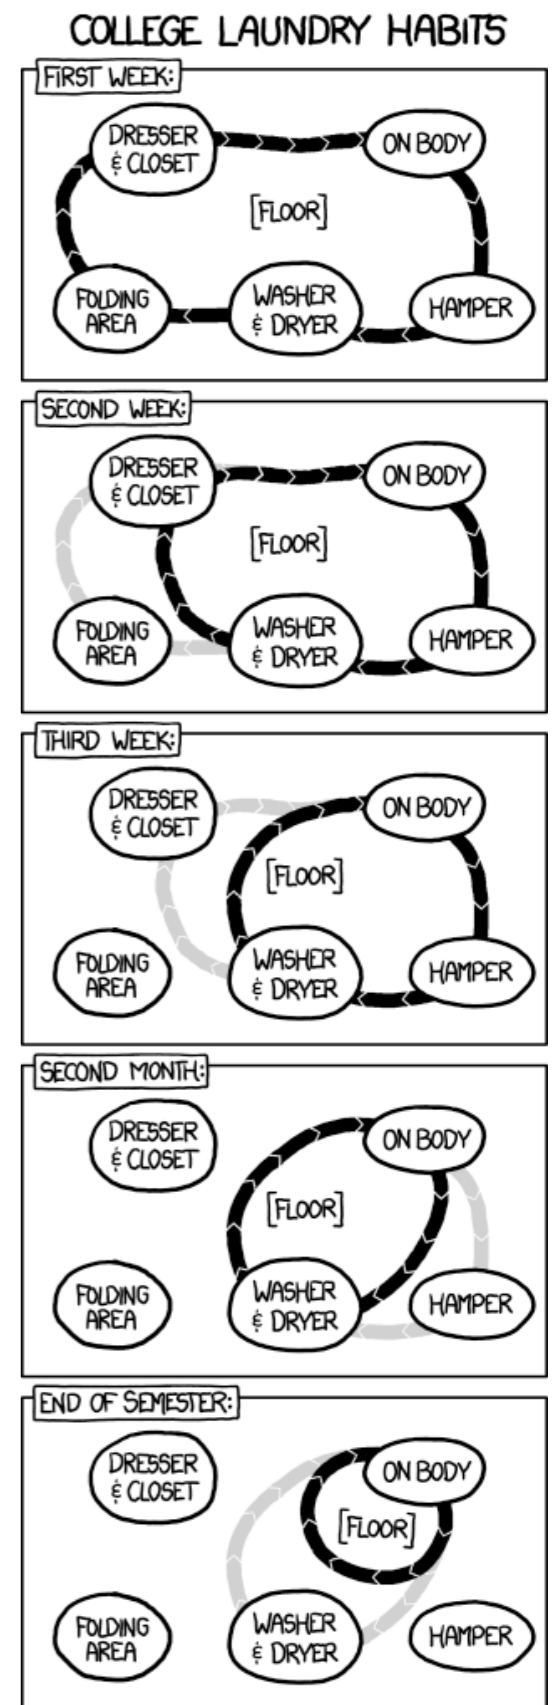 COLLEGE LAUNDRY HABITS
FIRST WEEK:
DRESSER
& CLOSET
ON BODY
[FLOOR]
FOLDING
AREA
WASHER
& DRYER
HAMPER
SECOND WEEK:
DRESSER
& CLOSET
ON BODY
[FLOOR]
FOLDING
AREA
WASHER
& DRYER
HAMPER
THIRD WEEK:
DRESSER
& CLOSET
ON BODY
[FLOOR]
FOLDING
AREA
WASHER
& DRYER
HAMPER
SECOND MONTH:
DRESSER
& CLOSET
ON BODY
[FLOOR]
FOLDING
AREA
WASHER
& DRYER
HAMPER
END OF SEMESTER:
DRESSER
& CLOSET
ON BODY
[FLOOR]
FOLDING
AREA
WASHER
& DRYER
HAMPER